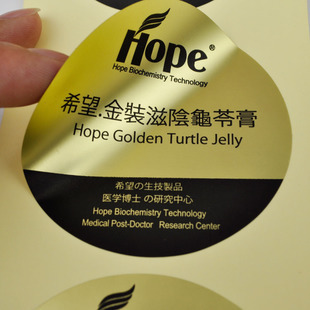 Hope®
Hope Biochemistry Technology
希望.金裝滋陰龜苓膏
Hope Golden Turtle Jelly
希望の生技製品
医学博士 の研究中心
Hope Biochemistry Technology
Medical Post-Doctor Research Center